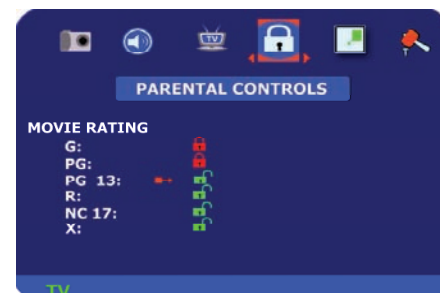 TV
PARENTAL CONTROLS
MOVIE RATING
G:
PG:
PG 13:
R:
NC 17:
X:
TV